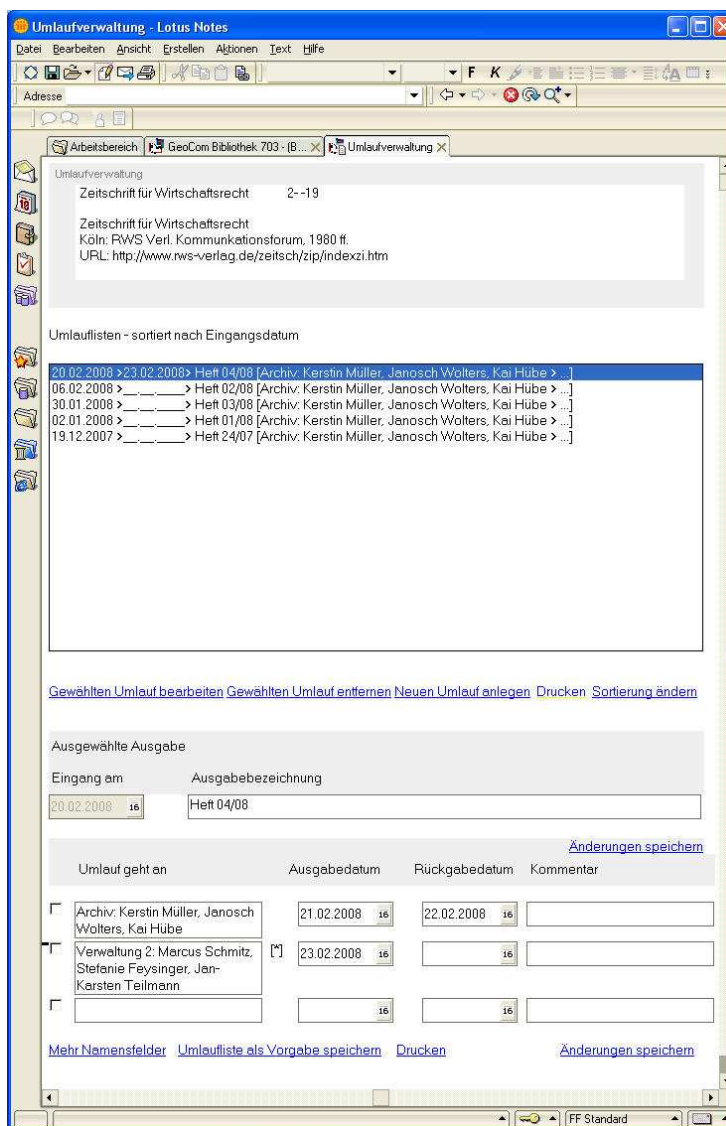 Umlaufverwaltung - Lotus Notes
Datei Bearbeiten Ansicht Erstellen Aktionen Text Hilfe
F K
Adresse
Arbeitsbereich GeoCom Bibliothek 703 - (B... Umlaufverwaltung
Umlaufverwaltung
Zeitschrift für Wirtschaftsrecht 2- -19
Zeitschrift für Wirtschaftsrecht
Köln: RWS Verl. Kommunkationsforum, 1980 ff.
URL: http://www.rws-verlag.de/zeitsch/zip/indexzi.htm
Umlauflisten - sortiert nach Eingangsdatum
20.02.2008 >23.02.2008> Heft 04/08 [Archiv: Kerstin Müller, Janosch Wolters, Kai Hübe > ...]
06.02.2008 >__.__.____> Heft 02/08 [Archiv: Kerstin Müller, Janosch Wolters, Kai Hübe > ...]
30.01.2008 >__.__.____> Heft 03/08 [Archiv: Kerstin Müller, Janosch Wolters, Kai Hübe > ...]
02.01.2008 >__.__.____> Heft 01/08 [Archiv: Kerstin Müller, Janosch Wolters, Kai Hübe > ...]
19.12.2007 >__.__.____> Heft 24/07 [Archiv: Kerstin Müller, Janosch Wolters, Kai Hübe > ...]
Gewählten Umlauf bearbeiten Gewählten Umlauf entfernen Neuen Umlauf anlegen Drucken Sortierung ändern
Ausgewählte Ausgabe
Eingang am Ausgabebezeichnung
20.02.2008 16 Heft 04/08
Änderungen speichern
Umlauf geht an Ausgabedatum Rückgabedatum Kommentar
Archiv: Kerstin Müller, Janosch 21.02.2008 16 22.02.2008 16
Wolters, Kai Hübe
Verwaltung 2: Marcus Schmitz, [*] 23.02.2008 16 16
Stefanie Feysinger, Jan-
Karsten Teilmann
16 16
Mehr Namensfelder Umlaufliste als Vorgabe speichern Drucken Änderungen speichern
FF Standard